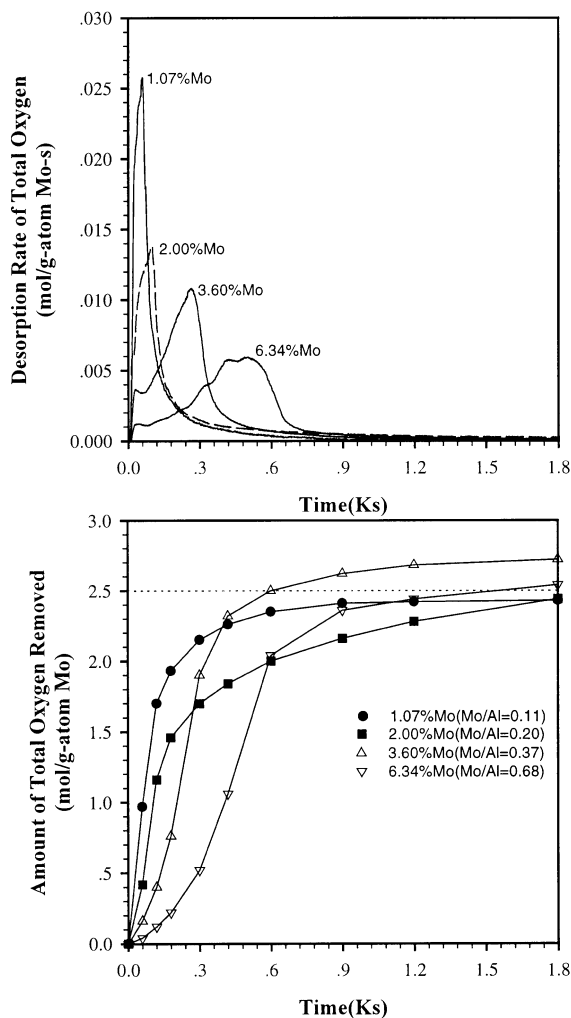 Desorption Rate of Total Oxygen
(mol/g-atom Mo-s)
.030
.025
.020
.015
.010
.005
0.000
1.07%Mo
2.00%Mo
3.60%Mo
6.34%Mo
0.0 .3 .6 .9 1.2 1.5 1.8
Time(Ks)
Amount of Total Oxygen Removed
(mol/g-atom Mo)
3.0
2.5
2.0
1.5
1.0
.5
0.0
1.07%Mo(Mo/Al=0.11)
2.00%Mo(Mo/Al=0.20)
3.60%Mo(Mo/Al=0.37)
6.34%Mo(Mo/Al=0.68)
0.0 .3 .6 .9 1.2 1.5 1.8
Time(Ks)